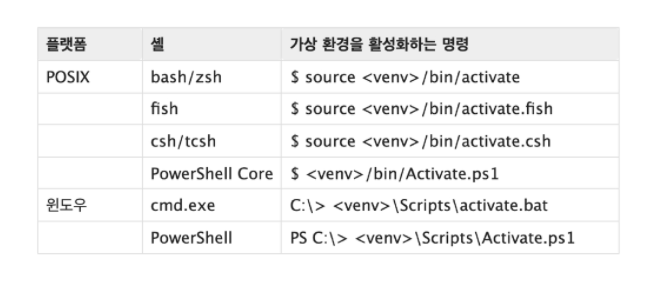 플랫폼 셸 가상 환경을 활성화하는 명령
POSIX bash/zsh $ source <venv>/bin/activate
fish $ source <venv>/bin/activate.fish
csh/tcsh $ source <venv>/bin/activate.csh
PowerShell Core $ <venv>/bin/Activate.ps1
윈도우 cmd.exe C:\> <venv>\Scripts\activate.bat
PowerShell PS C:\> <venv>\Scripts\Activate.ps1